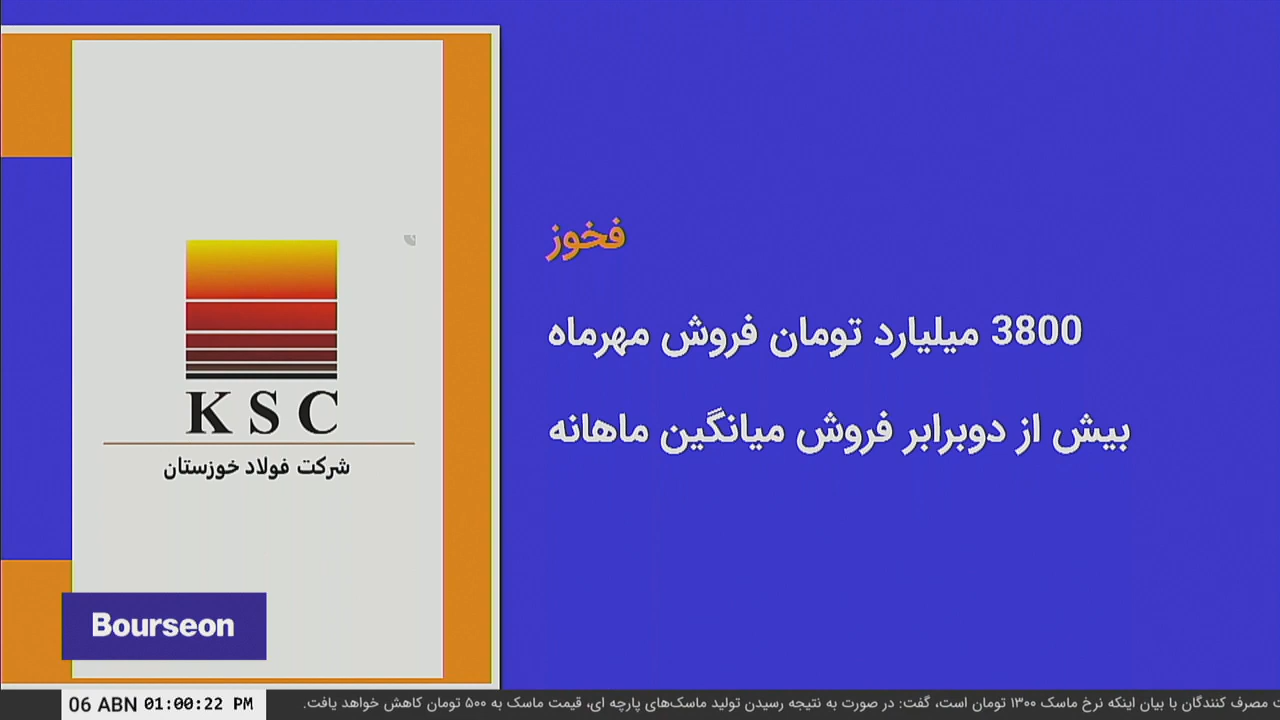 فخوز
3800 میلیارد تومان فروش مهرماه
بیش از دوبرابر فروش میانگین ماهانه
KSC
شرکت فولاد خوزستان
Bourseon
06 ABN 01:00:22 PM
مصرف کنندگان با بیان اینکه نرخ ماسک ۱۳۰۰ تومان است، گفت: در صورت به نتیجه رسیدن تولید ماسک‌های پارچه ای، قیمت ماسک به ۵۰۰ تومان کاهش خواهد یافت.